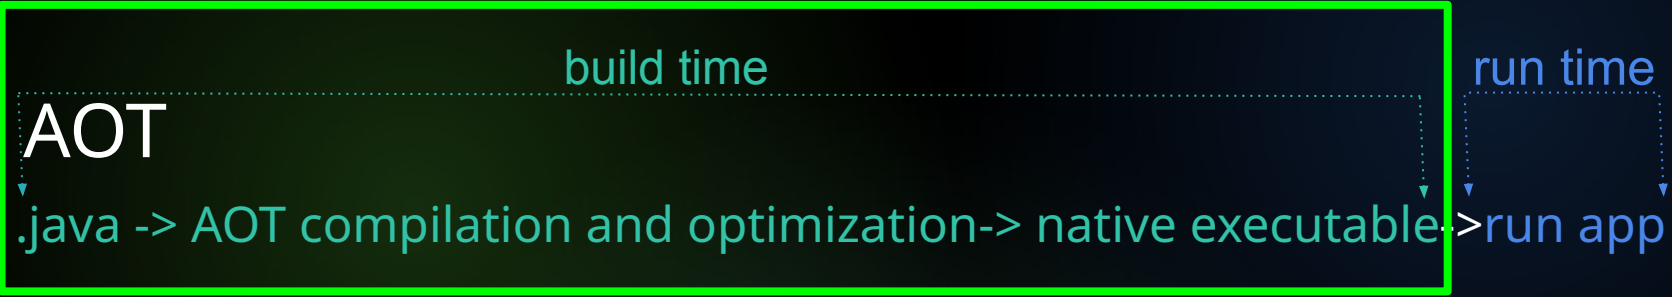 build time run time
AOT
.java -> AOT compilation and optimization-> native executable->run app